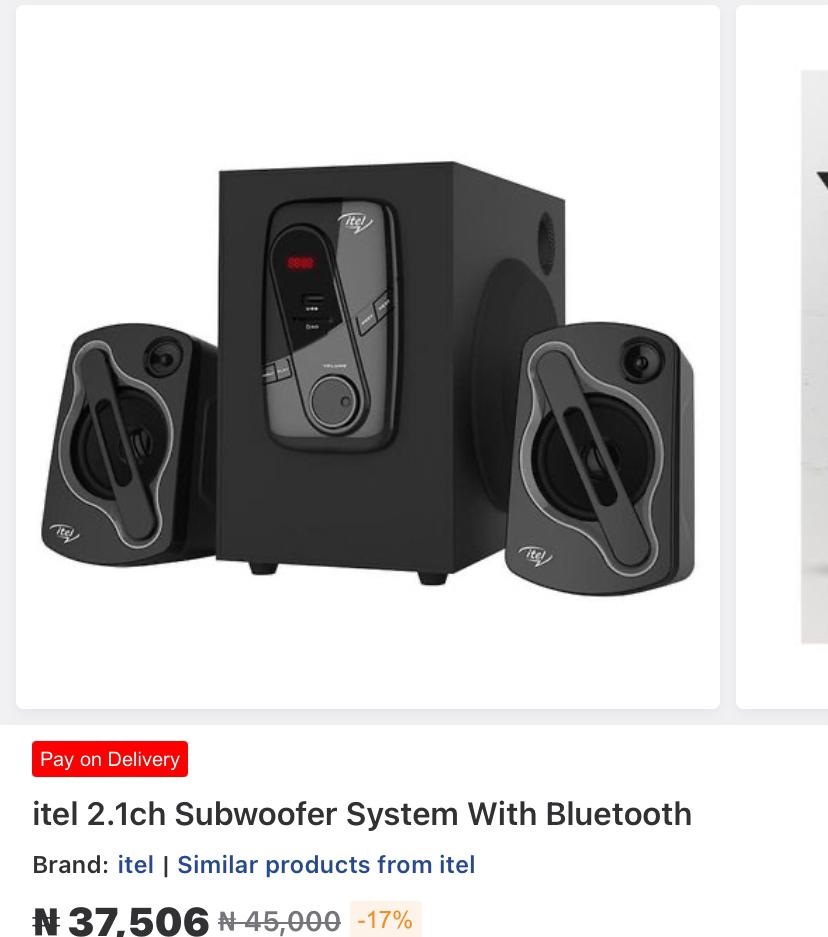 itel
VOLUME
itel
itel
Pay on Delivery
itel 2.1ch Subwoofer System With Bluetooth
Brand: itel | Similar products from itel
₦ 37,506 ₦ 45,000 -17%